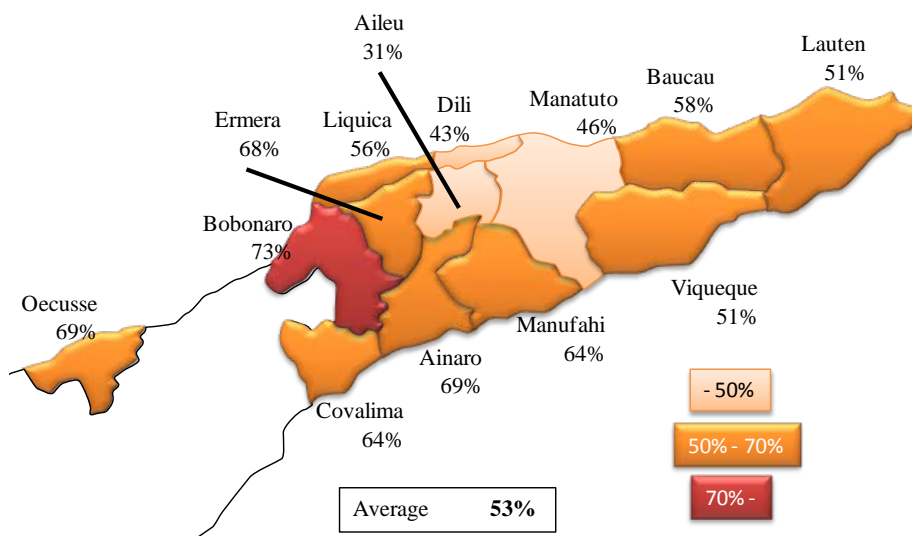 Aileu
31%
Lauten
51%
Baucau
58%
Dili
43%
Manatuto
46%
Ermera
68%
Liquica
56%
Bobonaro
73%
Oecusse
69%
Viqueque
51%
Manufahi
64%
Ainaro
69%
Covalima
64%
- 50%
50% - 70%
70% -
Average 53%